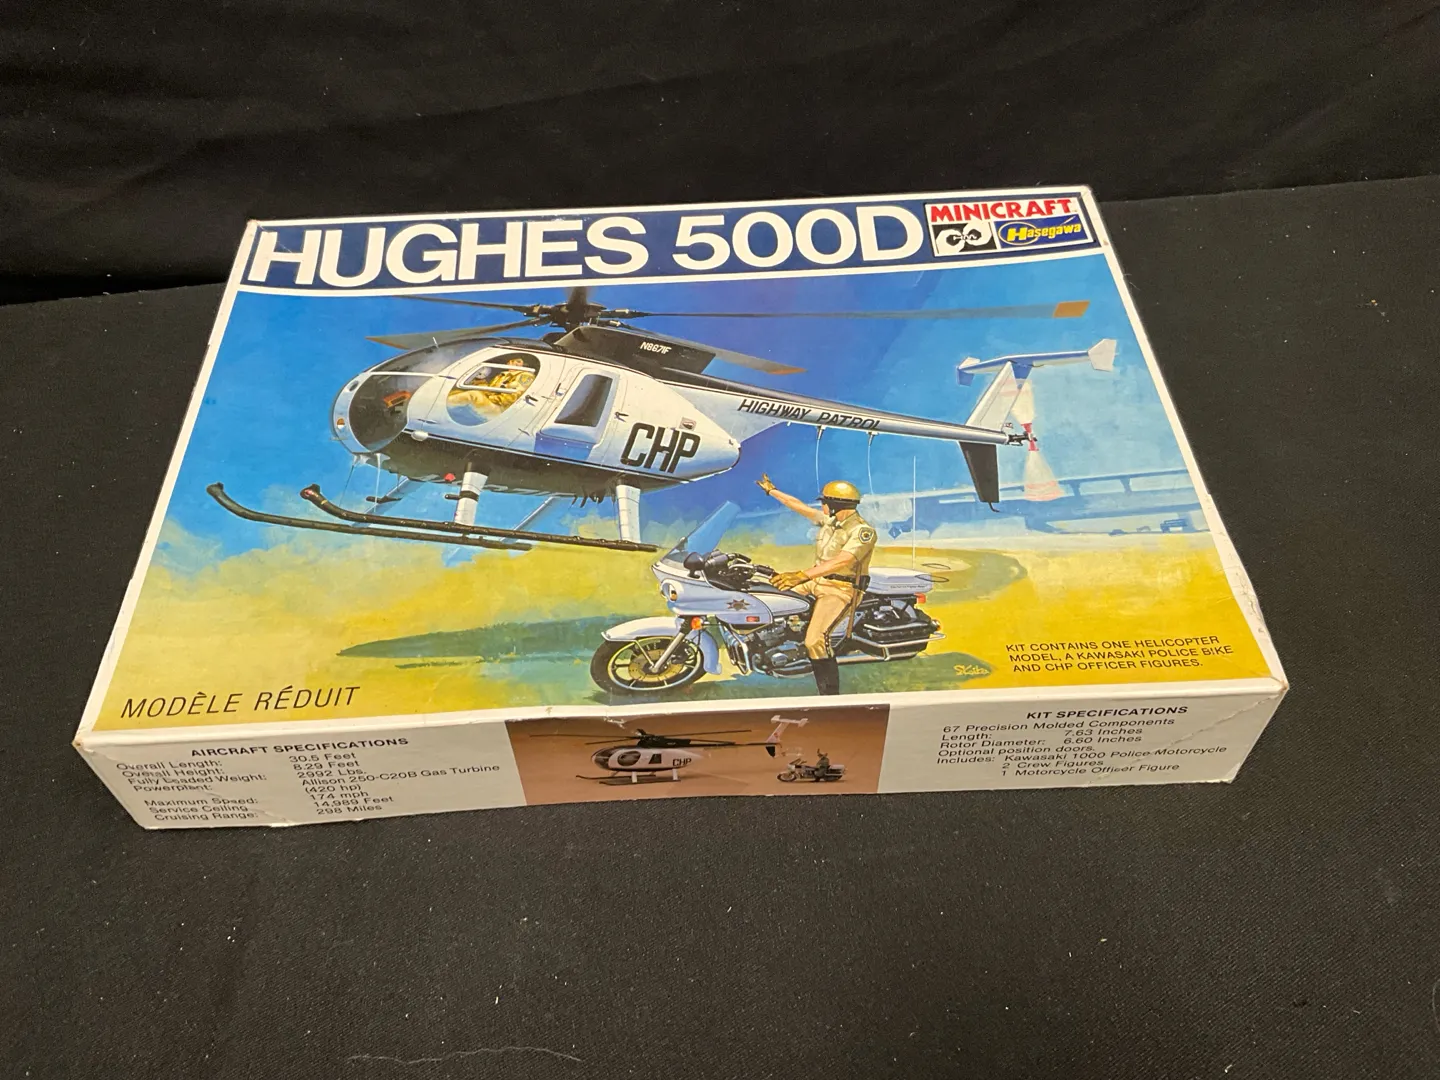 HUGHES 500D
MINICRAFT
HM
Hasegawa
N8671F
HIGHWAY PATROL
CHP
KIT CONTAINS ONE HELICOPTER
MODEL, A KAWASAKI POLICE BIKE
AND CHP OFFICER FIGURES.
MODÈLE RÉDUIT
AIRCRAFT SPECIFICATIONS
Overall Length: 30.5 Feet
Overall Height: 8.29 Feet
Fully Loaded Weight: 2992 Lbs.
Powerplant: Allison 250-C20B Gas Turbine
(420 hp)
Maximum Speed: 174 mph
Service Ceiling 14,989 Feet
Cruising Range: 298 Miles
CHP
KIT SPECIFICATIONS
67 Precision Molded Components
Length: 7.63 Inches
Rotor Diameter: 6.60 Inches
Optional position doors.
Includes: Kawasaki 1000 Police Motorcycle
2 Crew Figures
1 Motorcycle Officer Figure